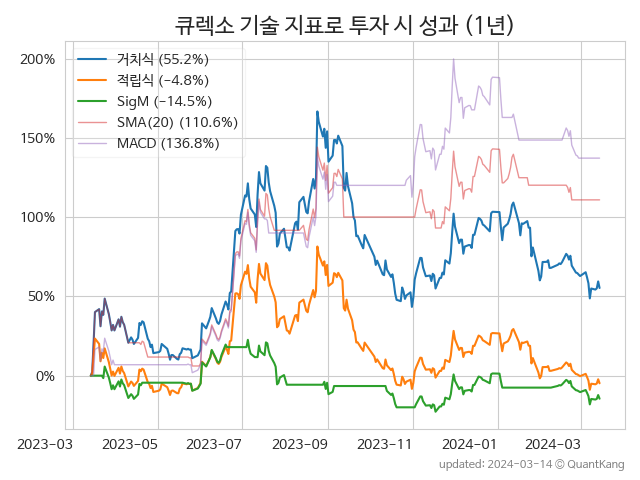 큐렉소 기술 지표로 투자 시 성과 (1년)
거치식 (55.2%)
적립식 (−4.8%)
SigM (−14.5%)
SMA(20) (110.6%)
MACD (136.8%)
200%
150%
100%
50%
0%
2023-03 2023-05 2023-07 2023-09 2023-11 2024-01 2024-03
updated: 2024-03-14 © QuantKang